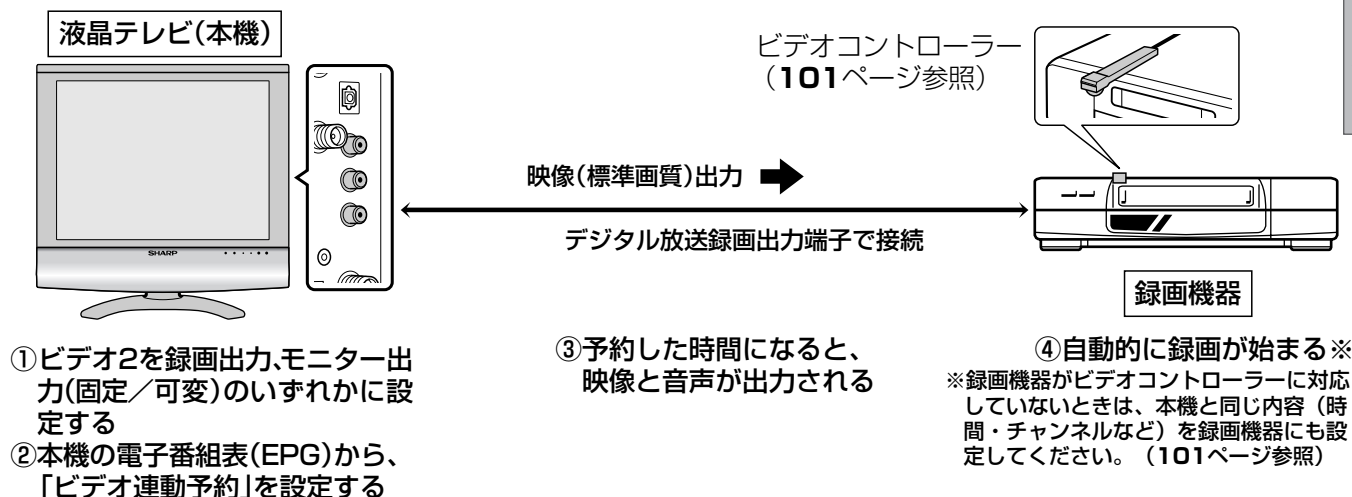 液晶テレビ(本機)
ビデオコントローラー
（101ページ参照）
映像(標準画質)出力
デジタル放送録画出力端子で接続
SHARP
録画機器
①ビデオ2を録画出力､モニター出
力(固定／可変)のいずれかに設
定する
②本機の電子番組表(EPG)から、
｢ビデオ連動予約｣を設定する
③予約した時間になると、
映像と音声が出力される
④自動的に録画が始まる※
※録画機器がビデオコントローラーに対応
していないときは、本機と同じ内容（時
間・チャンネルなど）を録画機器にも設
定してください。（101ページ参照）